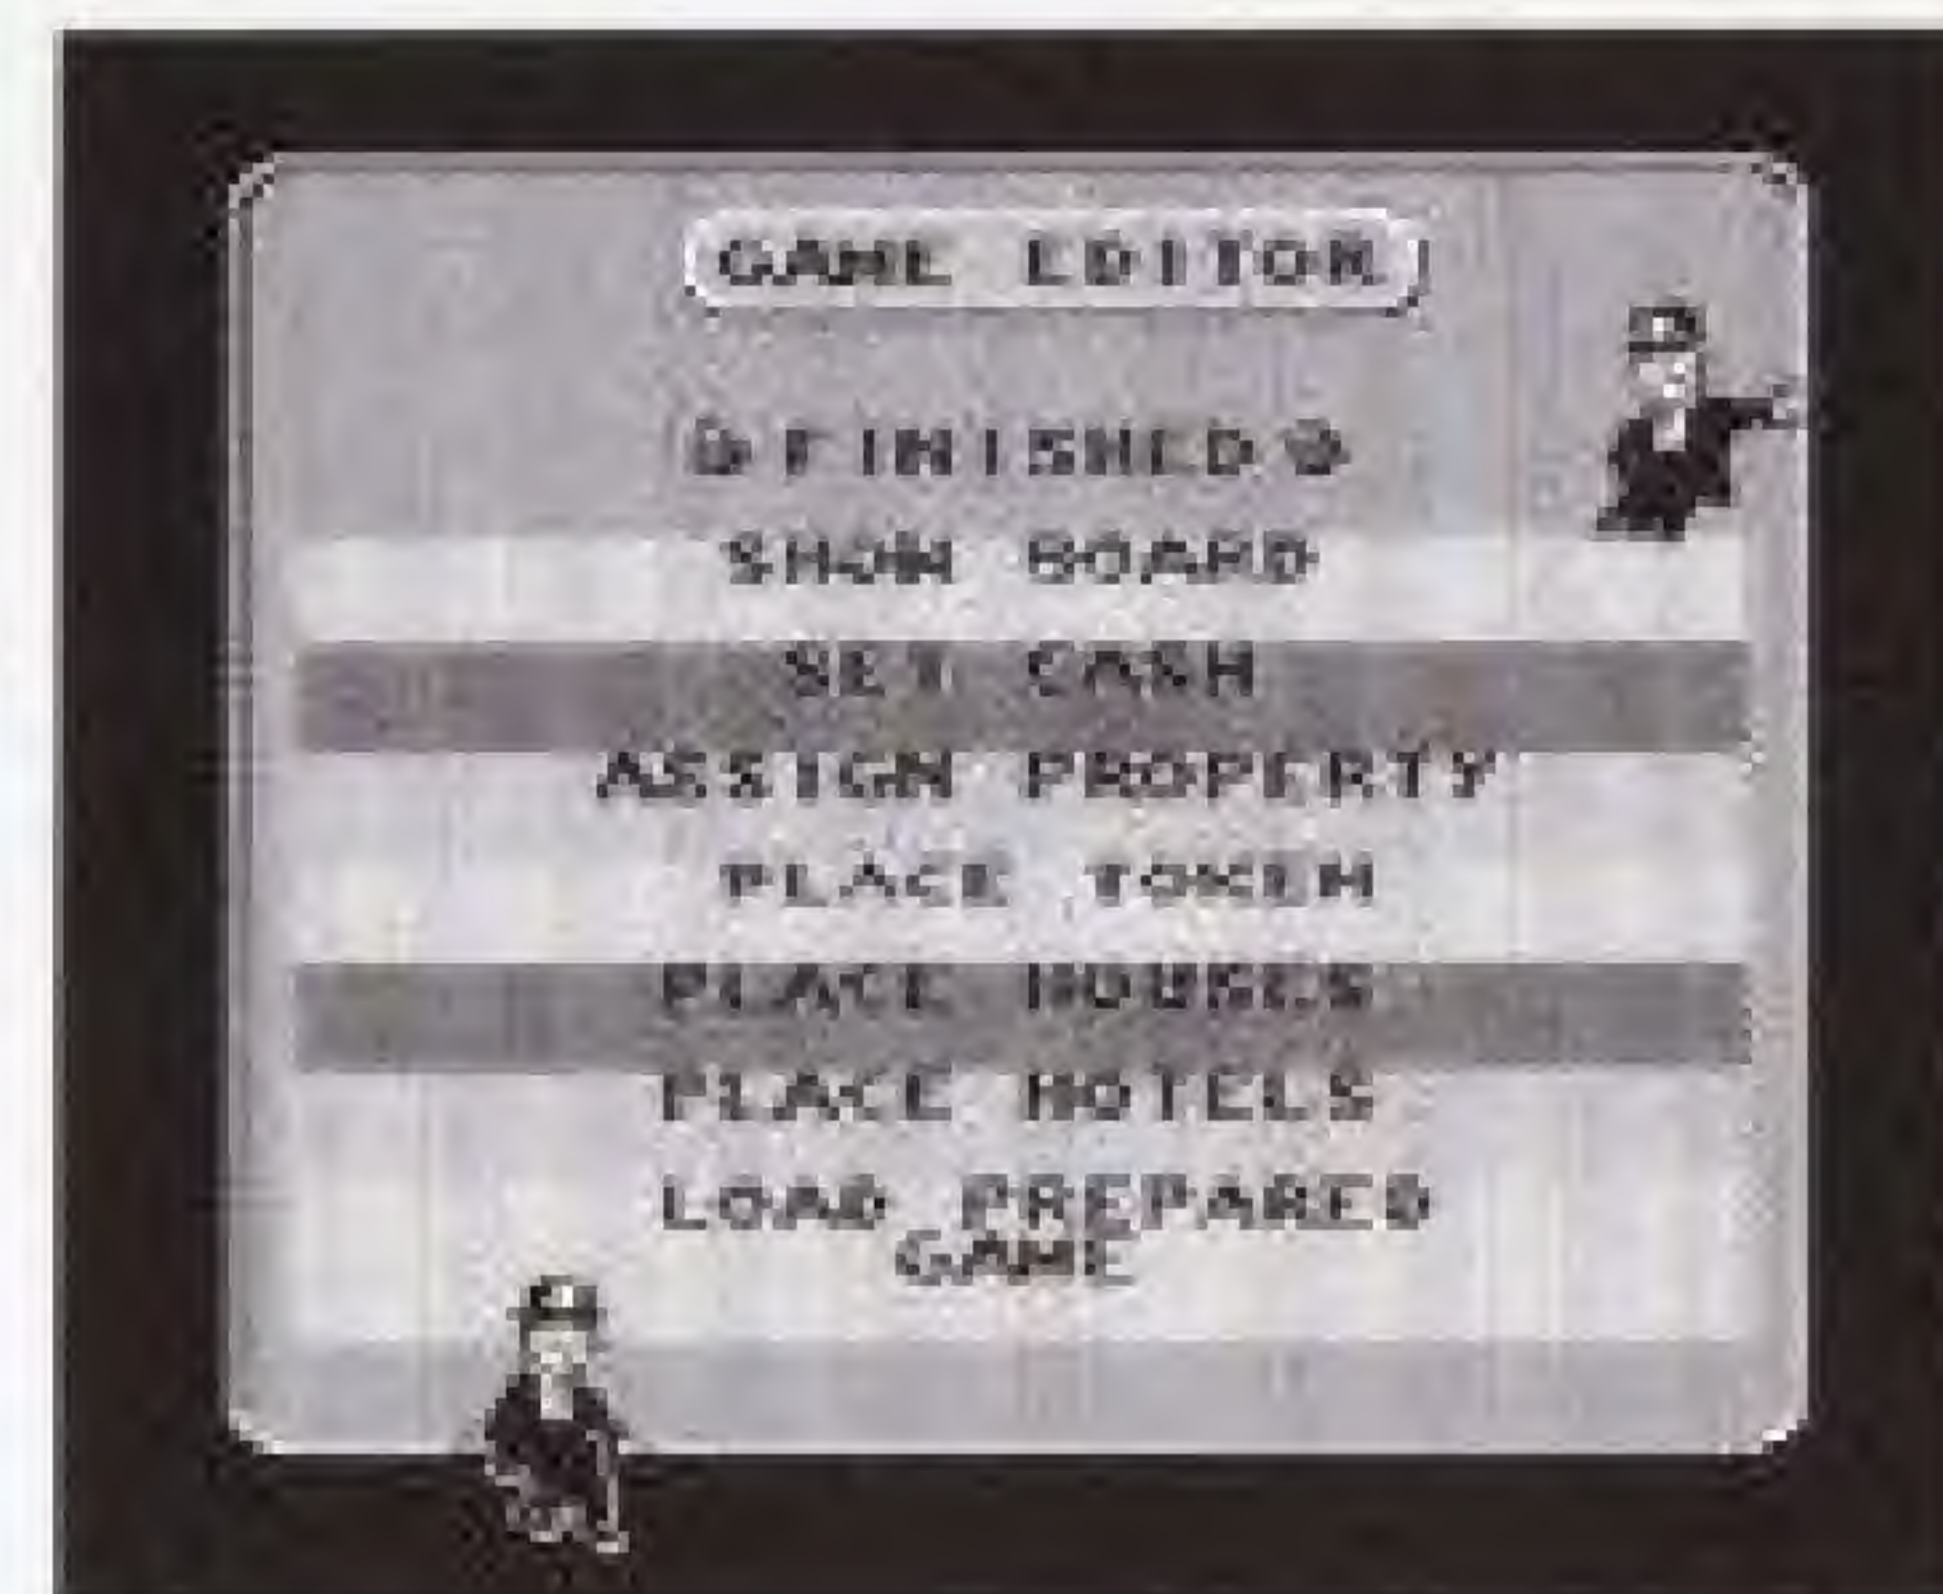 GAME EDITOR
FINISHED
SHOW BOARD
SET CASH
ASSIGN PROPERTY
PLACE TOKEN
PLACE HOUSES
PLACE HOTELS
LOAD PREPARED
GAME